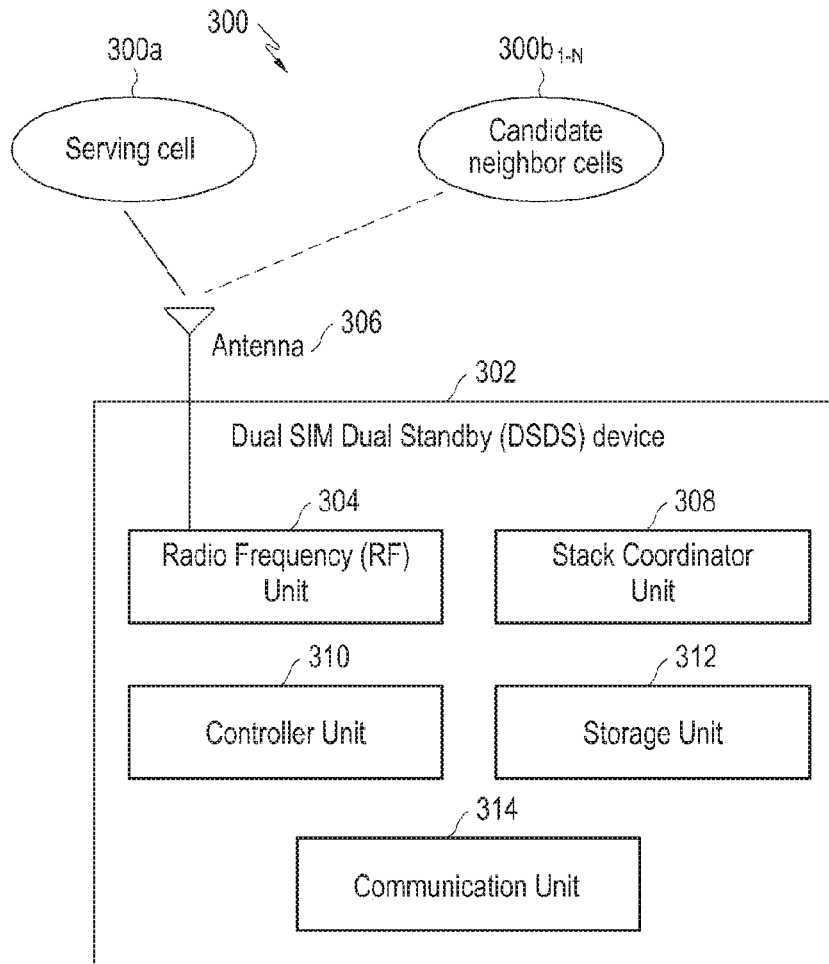 300
300a
300b1-N
Serving cell
Candidate
neighbor cells
Antenna
306
302
Dual SIM Dual Standby (DSDS) device
304
308
Radio Frequency (RF)
Unit
Stack Coordinator
Unit
310
312
Controller Unit
Storage Unit
314
Communication Unit